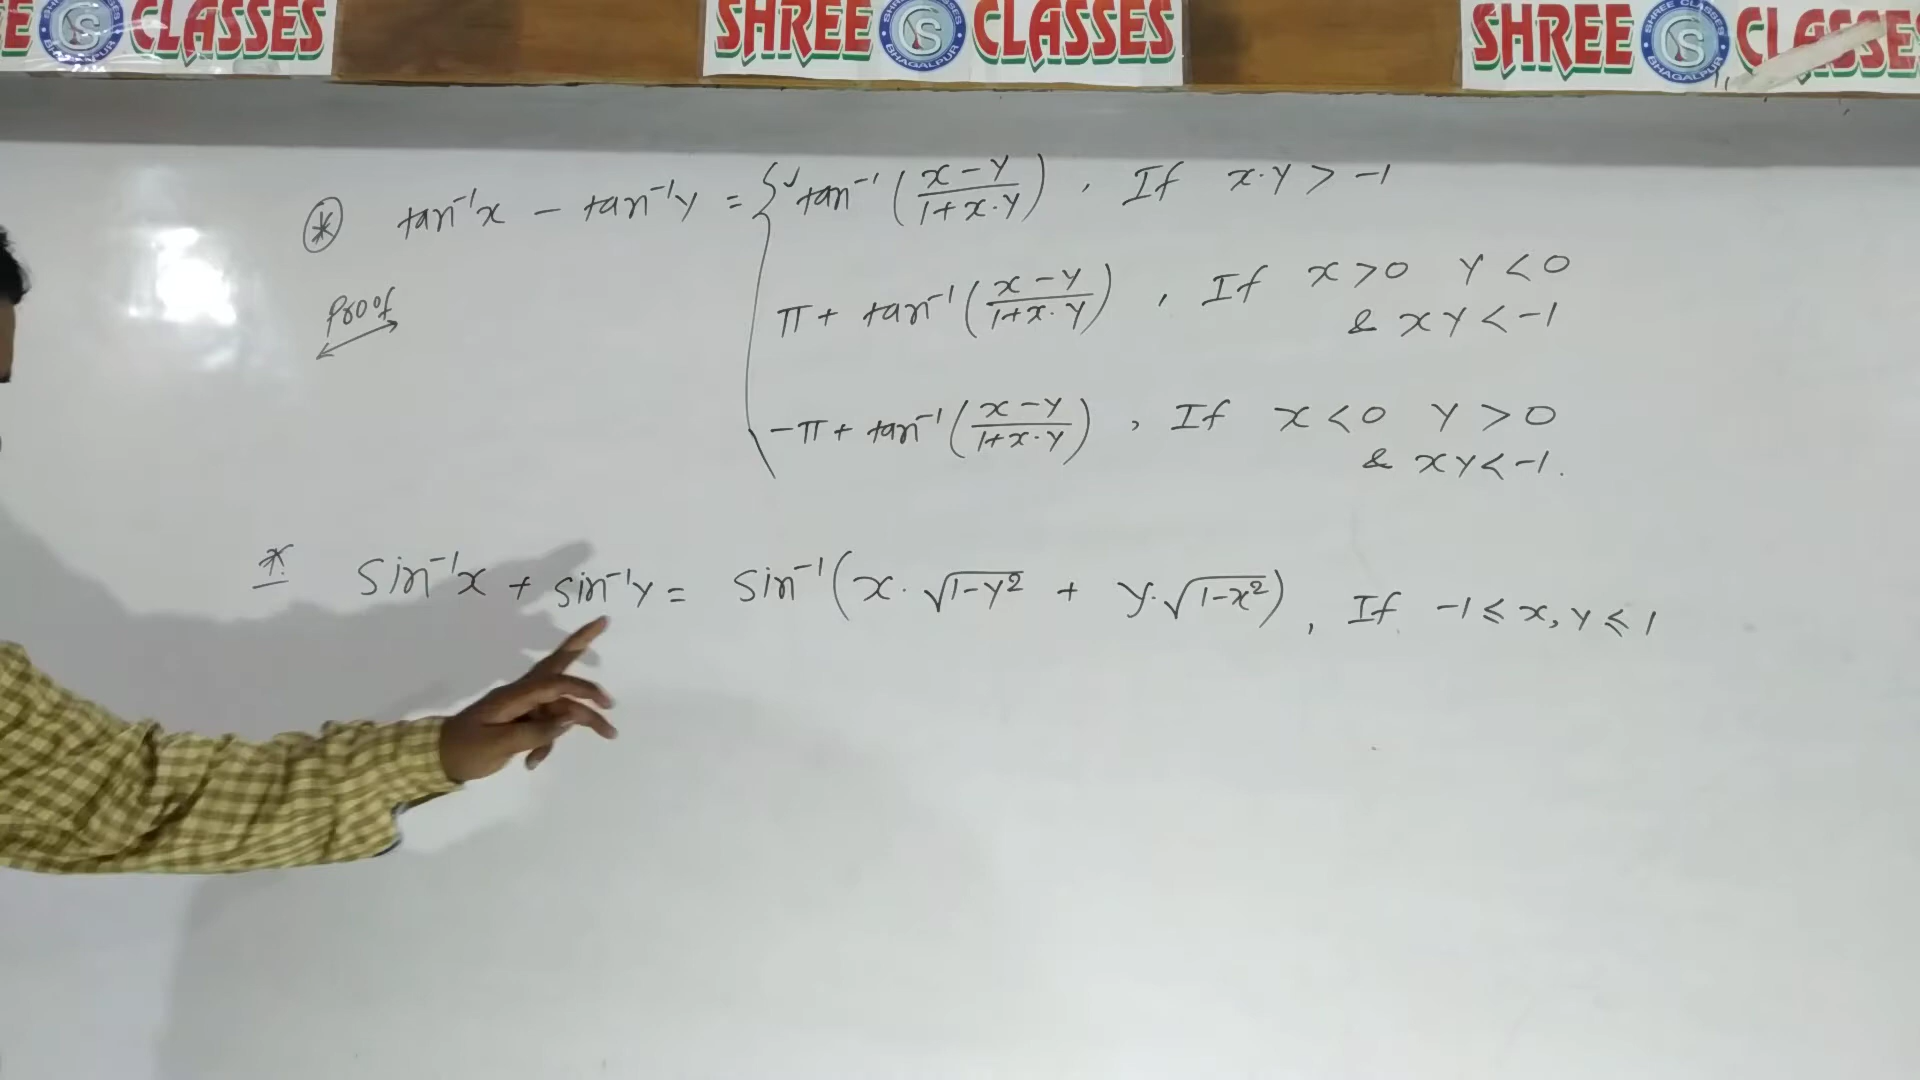 E CLASSES SHREE CLASSES SHREE CLASSES
SHREE CLASSES BHAGALPUR
* tan⁻¹x − tan⁻¹y = { ✓tan⁻¹ ((x−y)/(1+x·y)) , If x·y > −1
Proof
π + tan⁻¹ ((x−y)/(1+x·y)) , If x>0 y<0
& xy < −1
−π + tan⁻¹ ((x−y)/(1+x·y)) , If x<0 y>0
& xy < −1.
* Sin⁻¹x + sin⁻¹y = Sin⁻¹ (x·√(1−y²) + y·√(1−x²)) , If −1 ⩽ x, y ⩽ 1